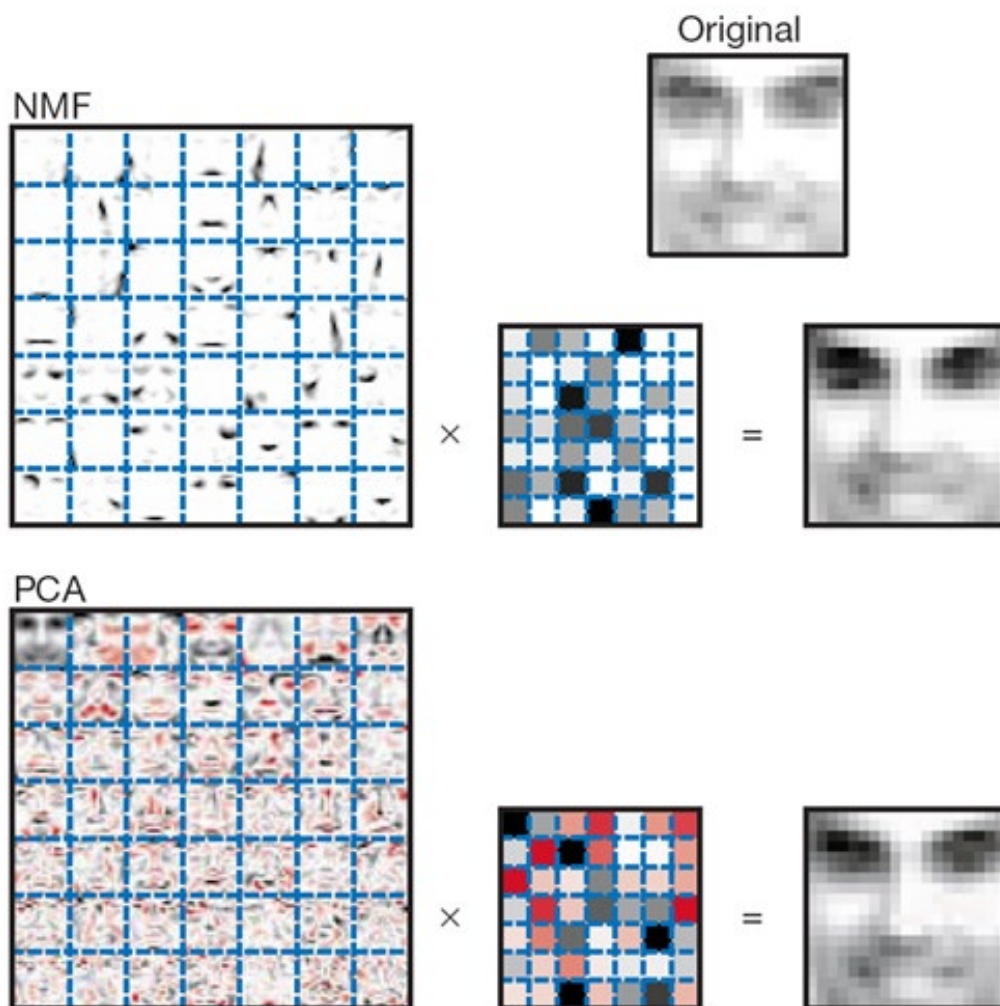 Original
NMF
×
=
PCA
×
=